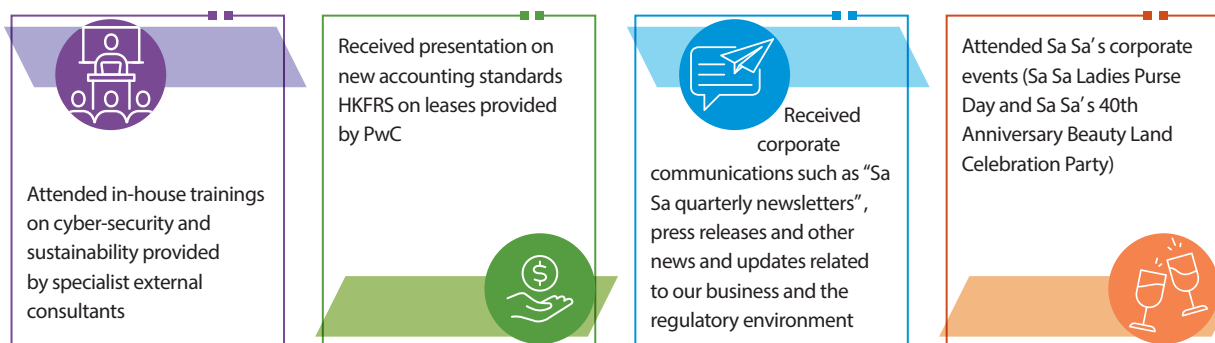 Attended in-house trainings
on cyber-security and
sustainability provided
by specialist external
consultants
Received presentation on
new accounting standards
HKFRS on leases provided
by PwC
$
Received
corporate
communications such as “Sa
Sa quarterly newsletters”,
press releases and other
news and updates related
to our business and the
regulatory environment
Attended Sa Sa’s corporate
events (Sa Sa Ladies Purse
Day and Sa Sa’s 40th
Anniversary Beauty Land
Celebration Party)